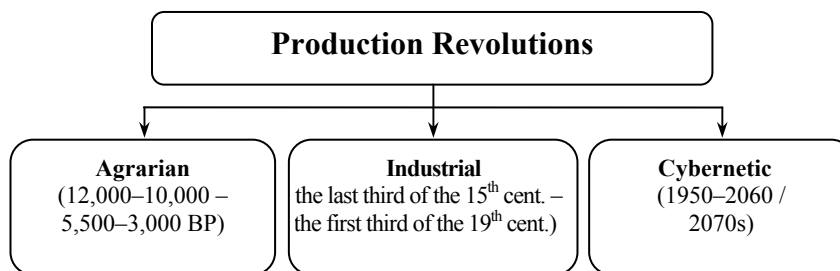 Production Revolutions
Agrarian
(12,000–10,000 –
5,500–3,000 BP)
Industrial
the last third of the 15th cent. –
the first third of the 19th cent.)
Cybernetic
(1950–2060 /
2070s)